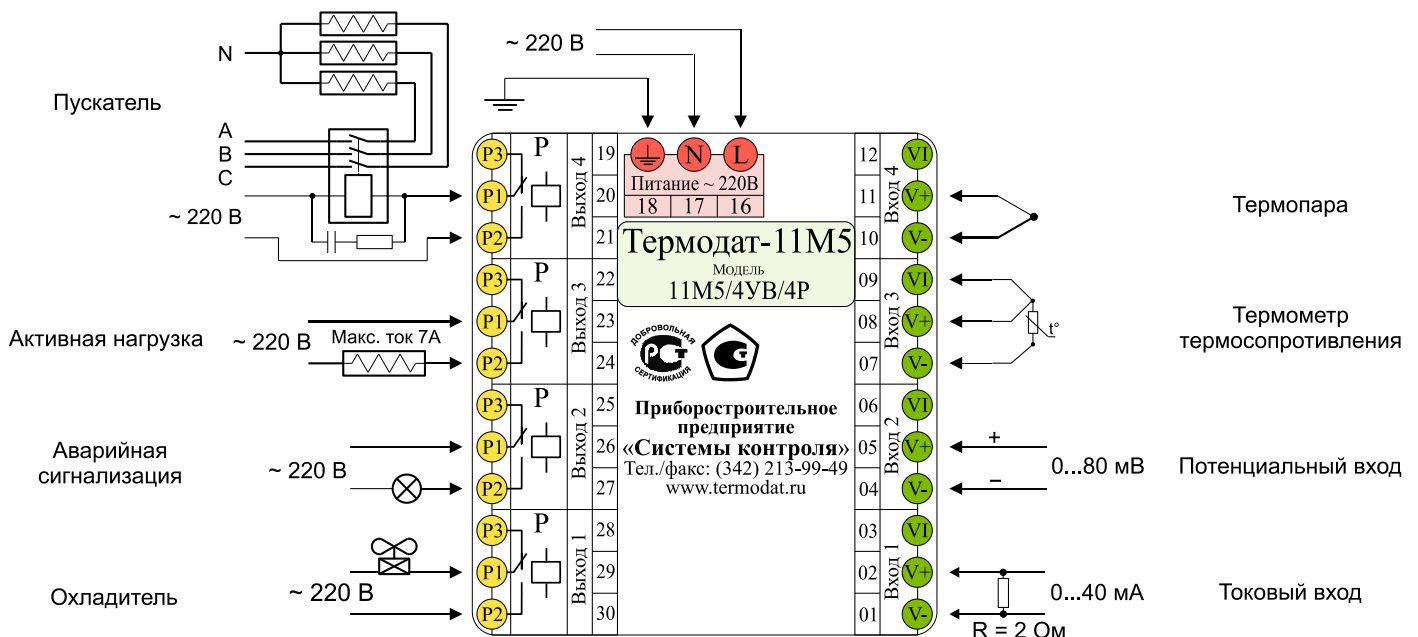 Пускатель
N
A
B
C
~ 220 В
Активная нагрузка
~ 220 В
Макс. ток 7А
Аварийная
сигнализация
~ 220 В
Охладитель
~ 220 В
~ 220 В
P3
P1
P2
P
Выход 4
19
20
21
P3
P1
P2
P
Выход 3
22
23
24
P3
P1
P2
P
Выход 2
25
26
27
P3
P1
P2
P
Выход 1
28
29
30
N
L
Питание ~ 220В
18
17
16
Термодат-11М5
Модель
11М5/4УВ/4Р
ДОБРОВОЛЬНАЯ
РСТ
СЕРТИФИКАЦИЯ
Ст
Приборостроительное
предприятие
«Системы контроля»
Тел./факс: (342) 213-99-49
www.termodat.ru
12
11
10
Вход 4
VI
V+
V-
09
08
07
Вход 3
VI
V+
V-
06
05
04
Вход 2
VI
V+
V-
03
02
01
Вход 1
VI
V+
V-
Термопара
t°
Термометр
термосопротивления
+
−
0...80 мВ
Потенциальный вход
0...40 мА
Токовый вход
R = 2 Ом